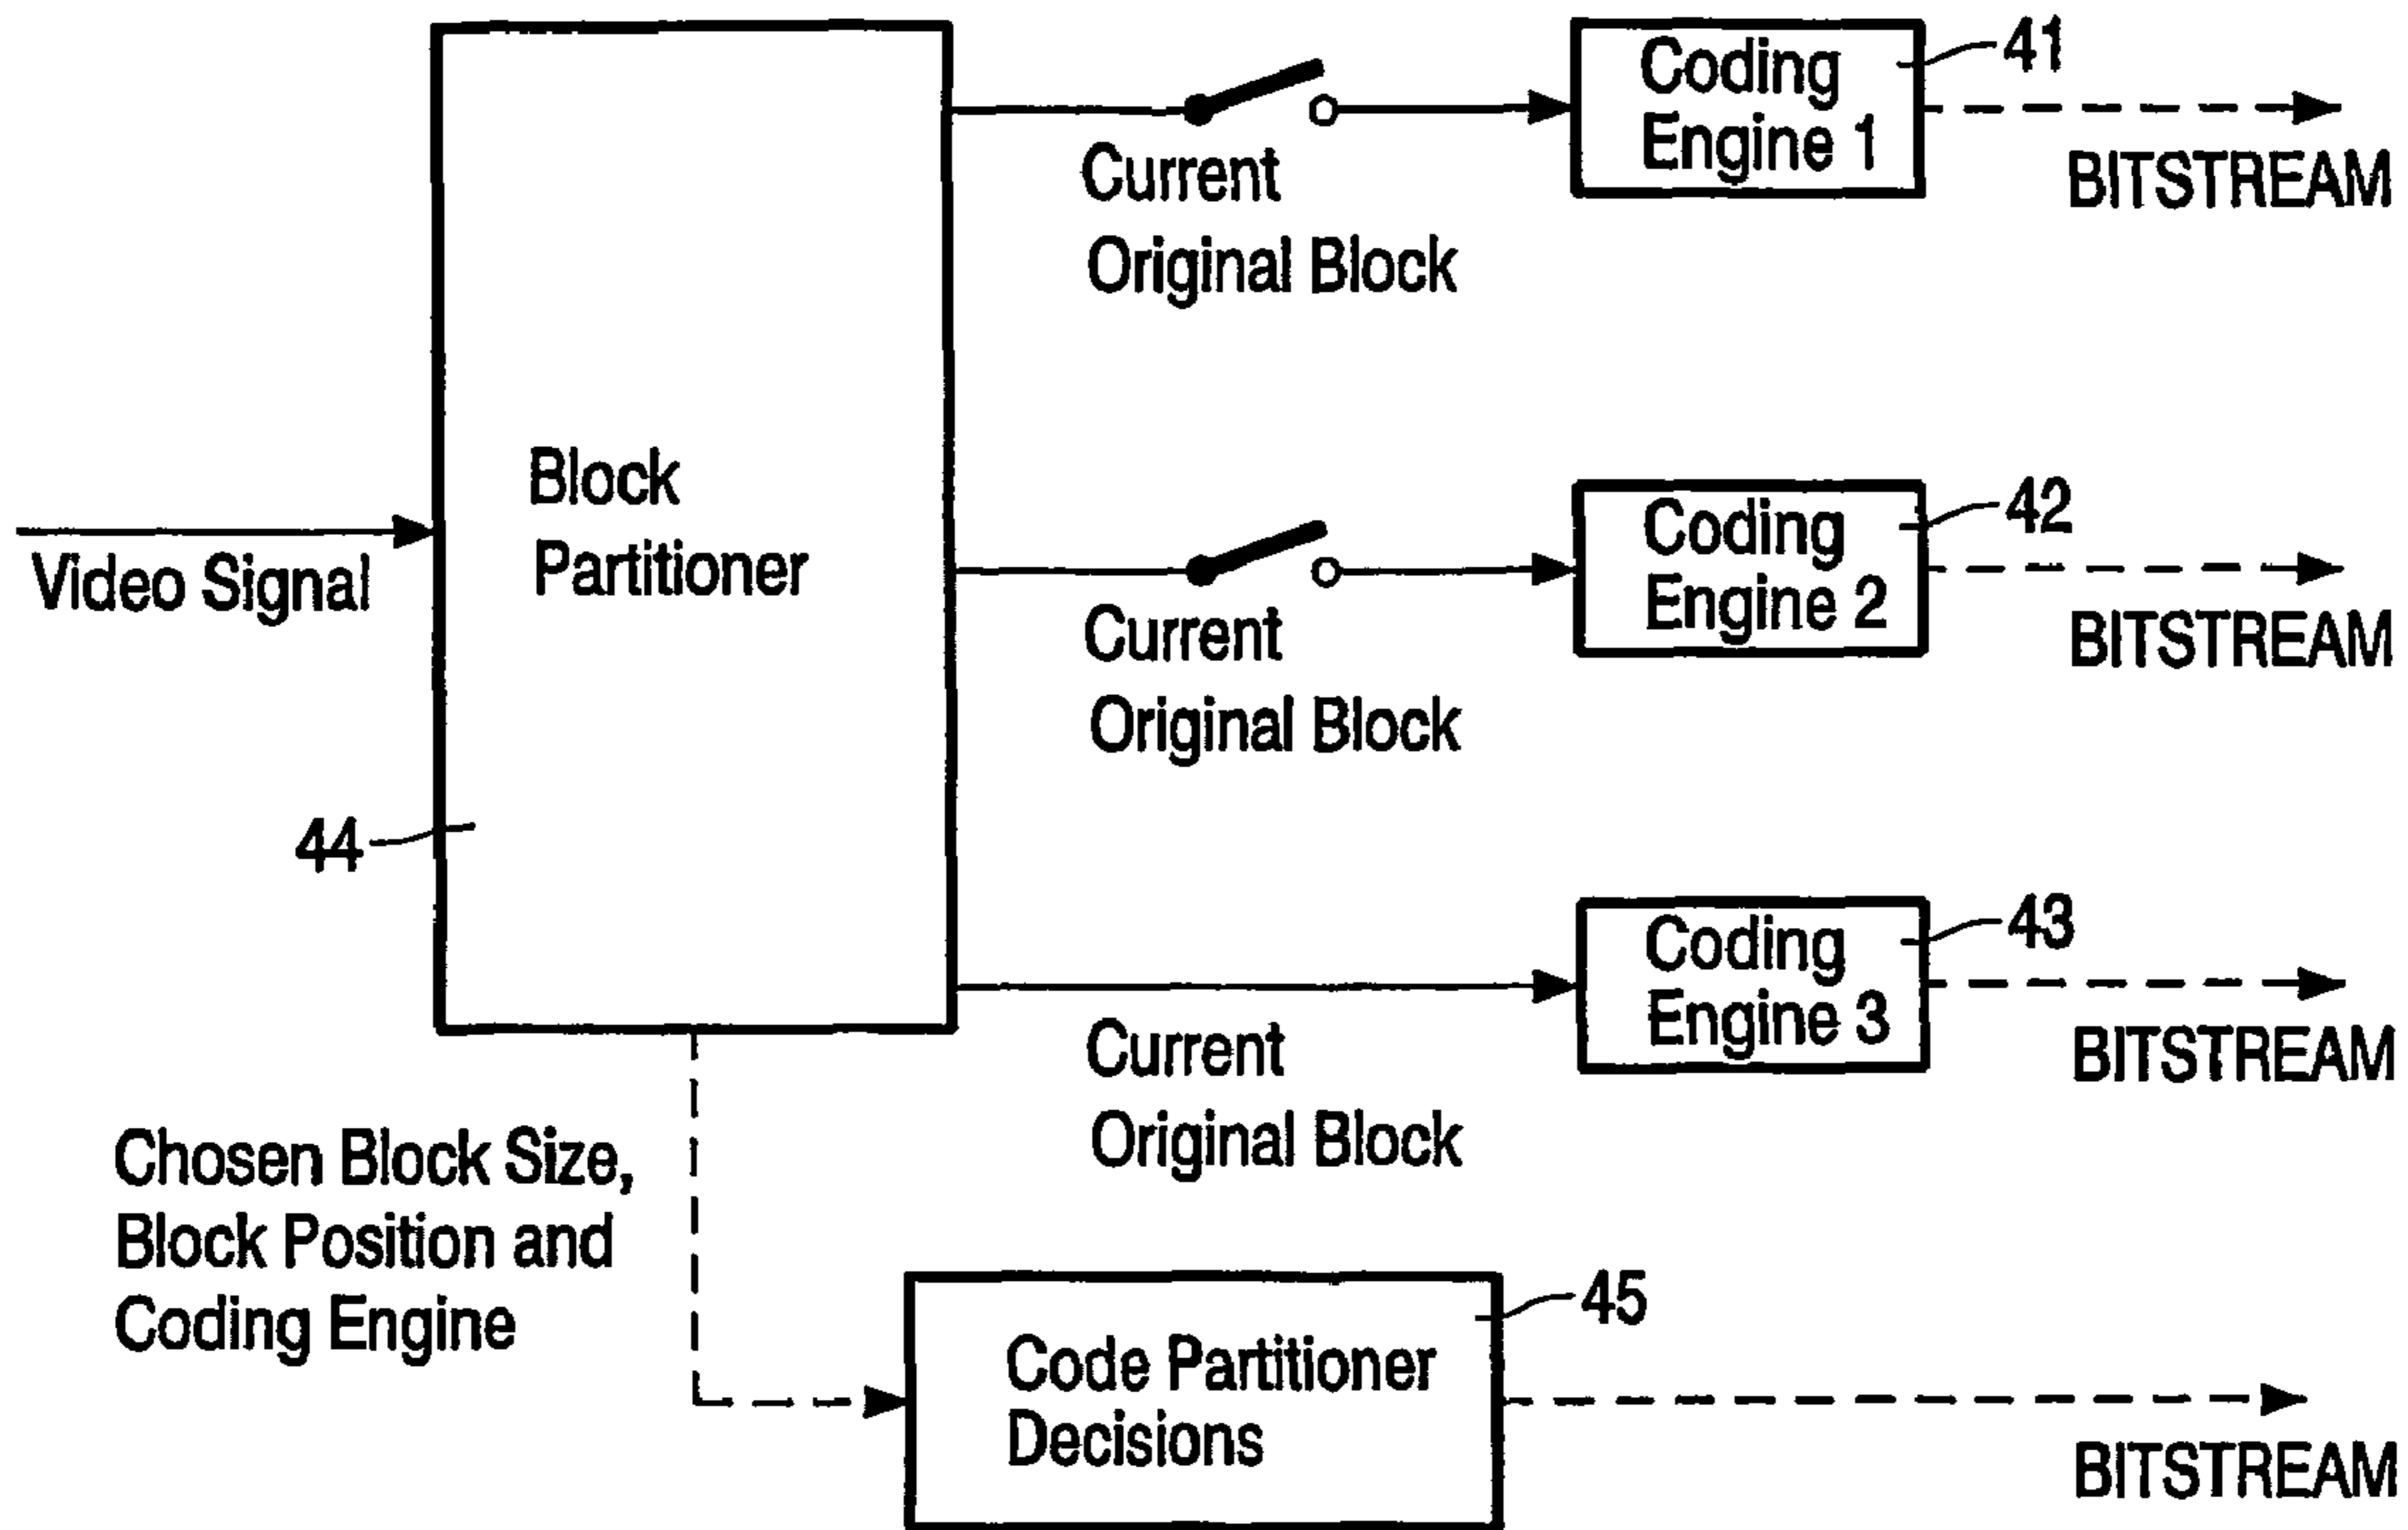 Coding
Engine 1
41
Current
Original Block
BITSTREAM
Block
Partitioner
Video Signal
Coding
Engine 2
42
Current
Original Block
BITSTREAM
44
Coding
Engine 3
43
Current
Original Block
BITSTREAM
Chosen Block Size,
Block Position and
Coding Engine
45
Code Partitioner
Decisions
BITSTREAM